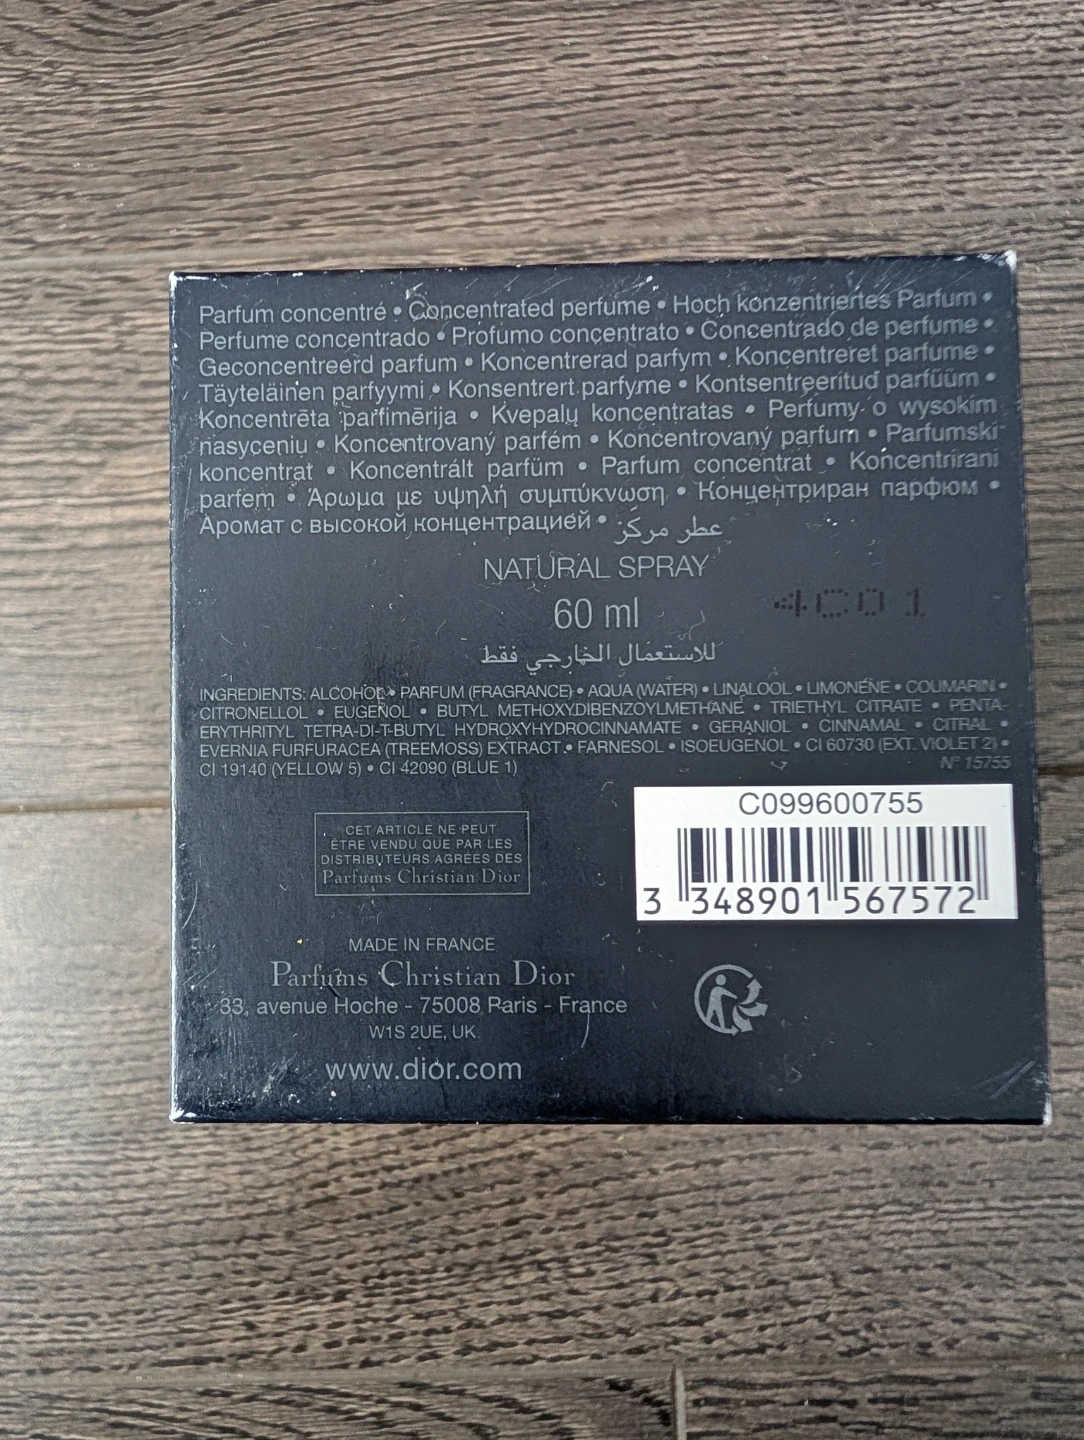 Parfum concentré • Concentrated perfume • Hoch konzentriertes Parfum •
Perfume concentrado • Profumo concentrato • Concentrado de perfume •
Geconcentreerd parfum • Koncentrerad parfym • Koncentreret parfume •
Täyteläinen parfyymi • Konsentrert parfyme • Kontsentreeritud parfüüm •
Koncentrēta parfimērija • Kvepalų koncentratas • Perfumy o wysokim
nasyceniu • Koncentrovaný parfém • Koncentrovaný parfum • Parfumski
koncentrat • Koncentrált parfüm • Parfum concentrat • Koncentrirani
parfem • Άρωμα με υψηλή συμπύκνωση • Концентриран парфюм •
Аромат с высокой концентрацией • عطر مركز
NATURAL SPRAY
60 ml
4C01
للاستعمال الخارجي فقط
INGREDIENTS: ALCOHOL • PARFUM (FRAGRANCE) • AQUA (WATER) • LINALOOL • LIMONENE • COUMARIN •
CITRONELLOL • EUGENOL • BUTYL METHOXYDIBENZOYLMETHANE • TRIETHYL CITRATE • PENTA-
ERYTHRITYL TETRA-DI-T-BUTYL HYDROXYHYDROCINNAMATE • GERANIOL • CINNAMAL • CITRAL •
EVERNIA FURFURACEA (TREEMOSS) EXTRACT • FARNESOL • ISOEUGENOL • CI 60730 (EXT. VIOLET 2) •
CI 19140 (YELLOW 5) • CI 42090 (BLUE 1)
N° 15755
C099600755
3 348901 567572
CET ARTICLE NE PEUT
ÊTRE VENDU QUE PAR LES
DISTRIBUTEURS AGRÉÉS DES
Parfums Christian Dior
MADE IN FRANCE
Parfums Christian Dior
33, avenue Hoche - 75008 Paris - France
W1S 2UE, UK.
www.dior.com